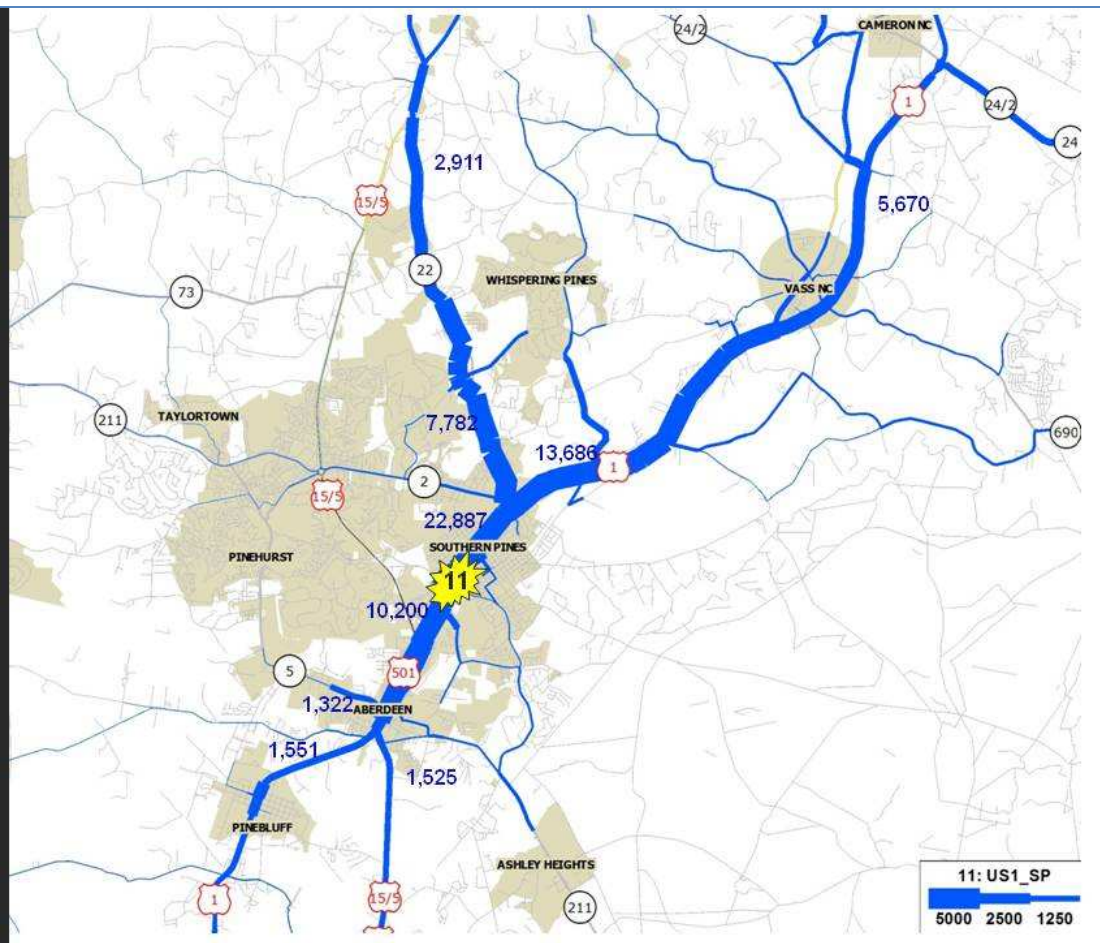 24/2
CAMERON NC
1
24/2
24
2,911
15/5
5,670
22
WHISPERING PINES
73
VASS NC
TAYLORTOWN
211
7,782
690
13,686
1
2
15/5
22,887
SOUTHERN PINES
PINEHURST
11
10,200
5
501
1,322
ABERDEEN
1,551
1,525
PINEBLUFF
ASHLEY HEIGHTS
11: US1_SP
1
15/5
211
5000 2500 1250